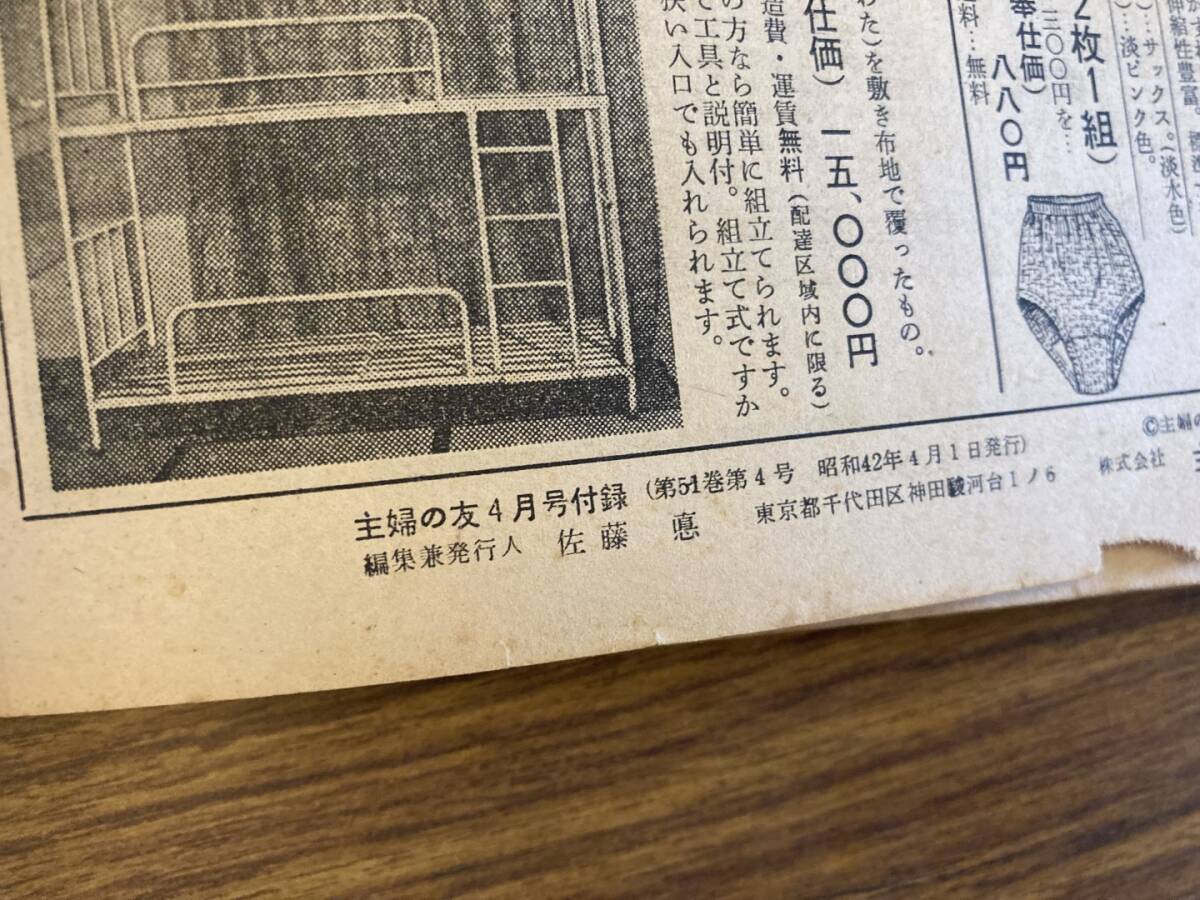 伸縮性豊富。
)…サックス。(淡水色)
)…淡ピンク色。
2枚1組)
三〇〇円を…
奉仕価)
八八〇円
料…無料
わた)を敷き布地で覆ったもの。
仕価) 一五、〇〇〇円
造費・運賃無料(配達区域内に限る)
の方なら簡単に組立てられます。
て工具と説明付。組立て式ですか
狭い入口でも入れられます。
主婦の友4月号付録 (第51巻第4号 昭和42年4月1日発行)
©主婦の
編集兼発行人 佐藤 悳 東京都千代田区神田駿河台1ノ6 株式会社